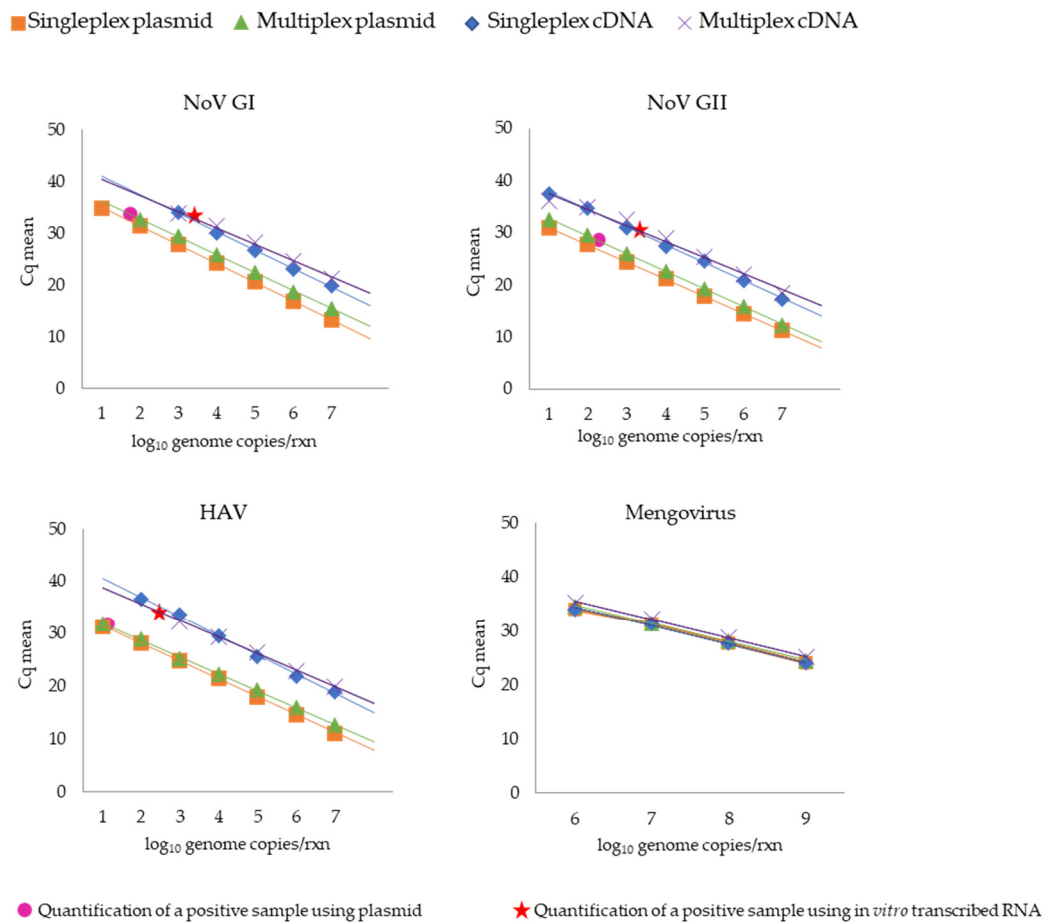 Singleplex plasmid Multiplex plasmid Singleplex cDNA Multiplex cDNA
NoV GI
Cq mean
50
40
30
20
10
0
1 2 3 4 5 6 7
log₁₀ genome copies/rxn
NoV GII
Cq mean
50
40
30
20
10
0
1 2 3 4 5 6 7
log₁₀ genome copies/rxn
HAV
Cq mean
50
40
30
20
10
0
1 2 3 4 5 6 7
log₁₀ genome copies/rxn
Mengovirus
Cq mean
50
40
30
20
10
0
6 7 8 9
log₁₀ genome copies/rxn
Quantification of a positive sample using plasmid
Quantification of a positive sample using in vitro transcribed RNA